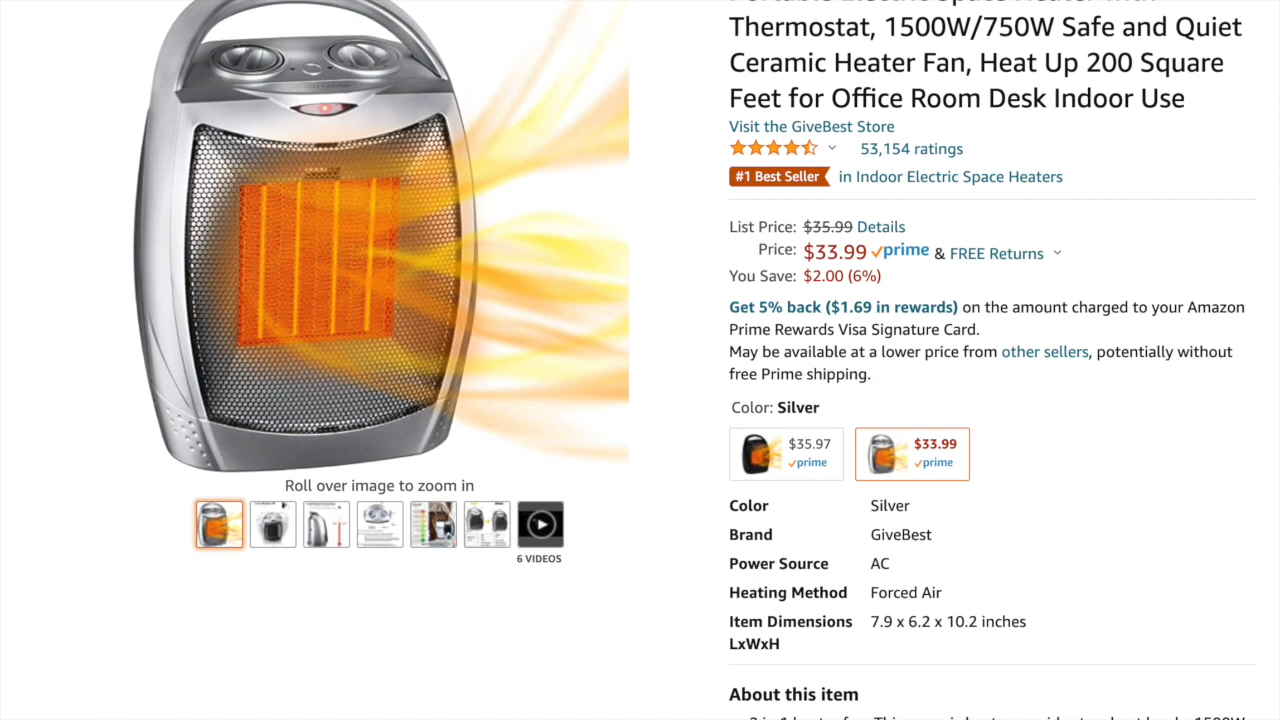 Thermostat, 1500W/750W Safe and Quiet
Ceramic Heater Fan, Heat Up 200 Square
Feet for Office Room Desk Indoor Use
Visit the GiveBest Store
53,154 ratings
#1 Best Seller in Indoor Electric Space Heaters
List Price: $35.99 Details
Price: $33.99 prime & FREE Returns
You Save: $2.00 (6%)
Get 5% back ($1.69 in rewards) on the amount charged to your Amazon
Prime Rewards Visa Signature Card.
May be available at a lower price from other sellers, potentially without
free Prime shipping.
Color: Silver
$35.97
prime
$33.99
prime
Roll over image to zoom in
6 VIDEOS
Color Silver
Brand GiveBest
Power Source AC
Heating Method Forced Air
Item Dimensions 7.9 x 6.2 x 10.2 inches
LxWxH
About this item